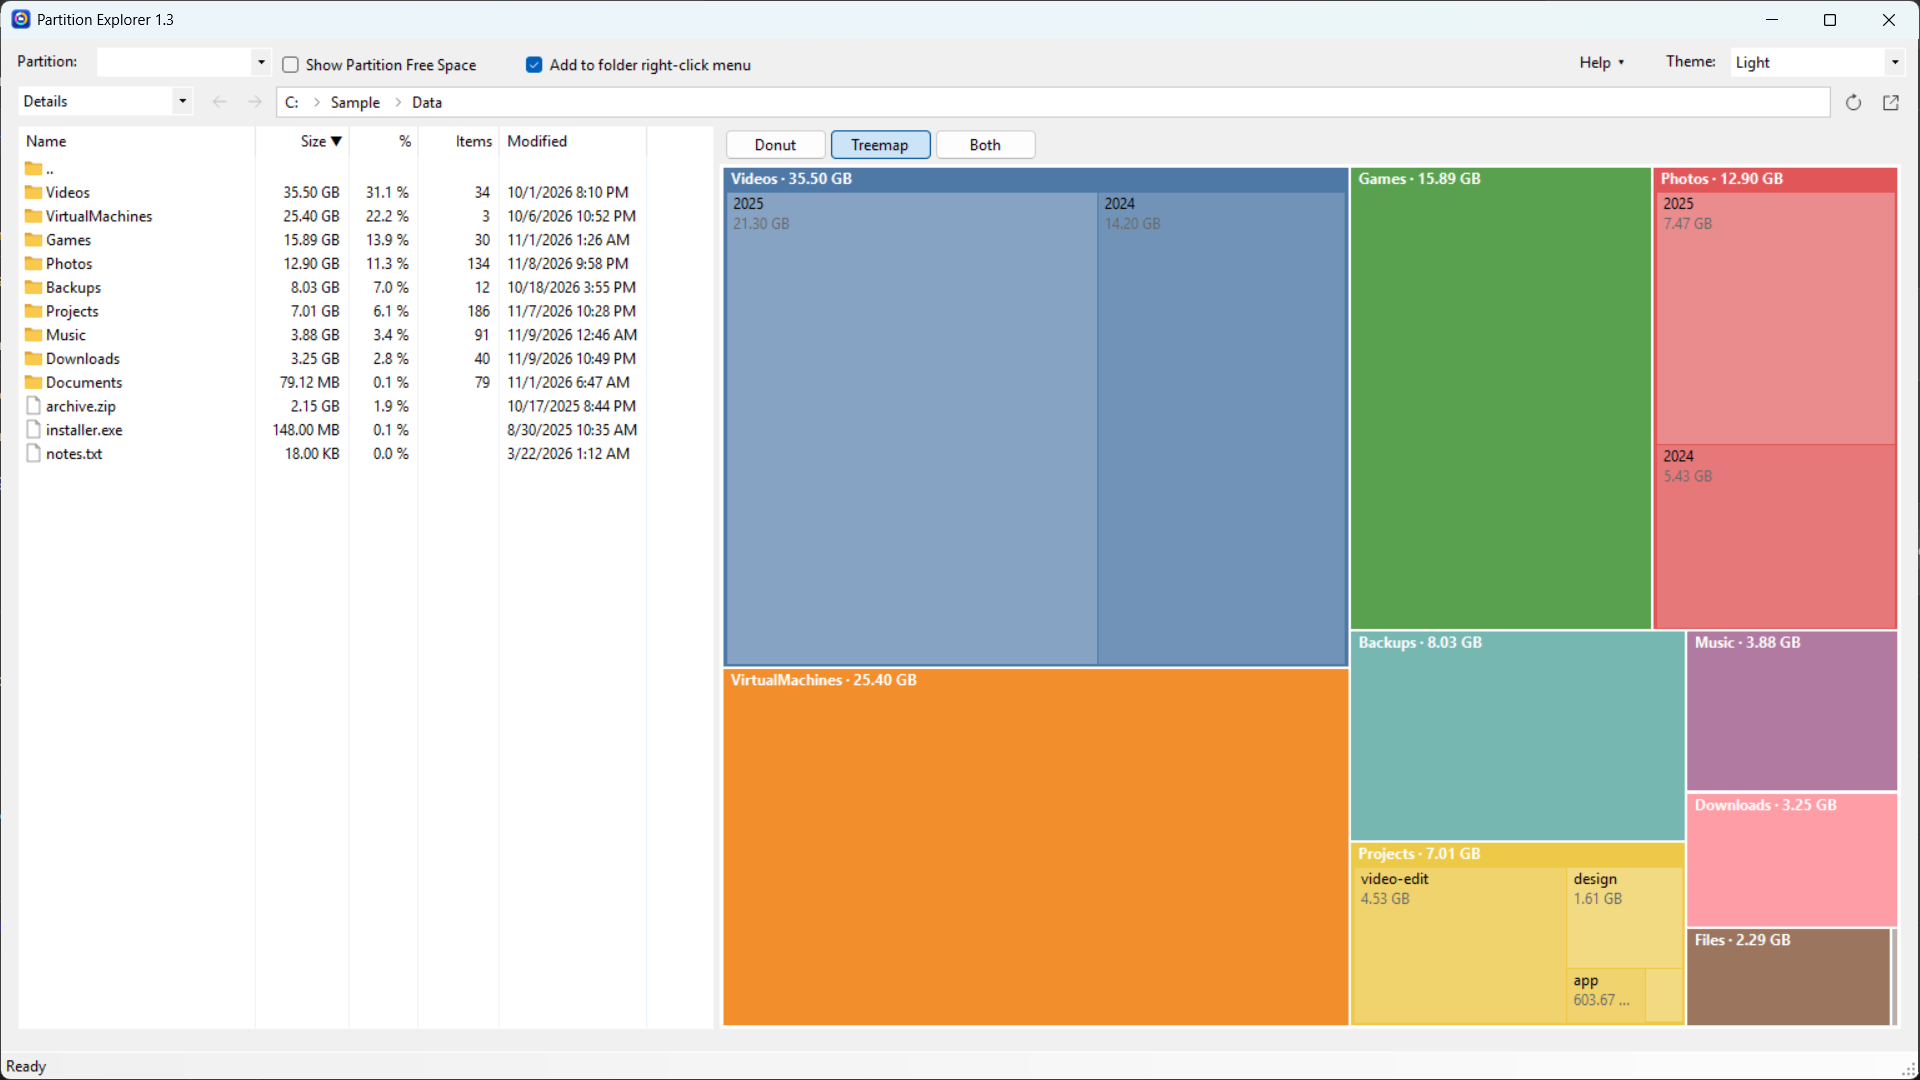 Partition Explorer 1.3
Partition:
Show Partition Free Space
Add to folder right-click menu
Help
Theme:
Light
Details
C: > Sample > Data
Name Size ▼ % Items Modified
..
Videos 35.50 GB 31.1 % 34 10/1/2026 8:10 PM
VirtualMachines 25.40 GB 22.2 % 3 10/6/2026 10:52 PM
Games 15.89 GB 13.9 % 30 11/1/2026 1:26 AM
Photos 12.90 GB 11.3 % 134 11/8/2026 9:58 PM
Backups 8.03 GB 7.0 % 12 10/18/2026 3:55 PM
Projects 7.01 GB 6.1 % 186 11/7/2026 10:28 PM
Music 3.88 GB 3.4 % 91 11/9/2026 12:46 AM
Downloads 3.25 GB 2.8 % 40 11/9/2026 10:49 PM
Documents 79.12 MB 0.1 % 79 11/1/2026 6:47 AM
archive.zip 2.15 GB 1.9 % 10/17/2025 8:44 PM
installer.exe 148.00 MB 0.1 % 8/30/2025 10:35 AM
notes.txt 18.00 KB 0.0 % 3/22/2026 1:12 AM
Donut
Treemap
Both
Videos · 35.50 GB
2025
21.30 GB
2024
14.20 GB
VirtualMachines · 25.40 GB
Games · 15.89 GB
Photos · 12.90 GB
2025
7.47 GB
2024
5.43 GB
Backups · 8.03 GB
Projects · 7.01 GB
video-edit
4.53 GB
design
1.61 GB
app
603.67 ...
Music · 3.88 GB
Downloads · 3.25 GB
Files · 2.29 GB
Ready